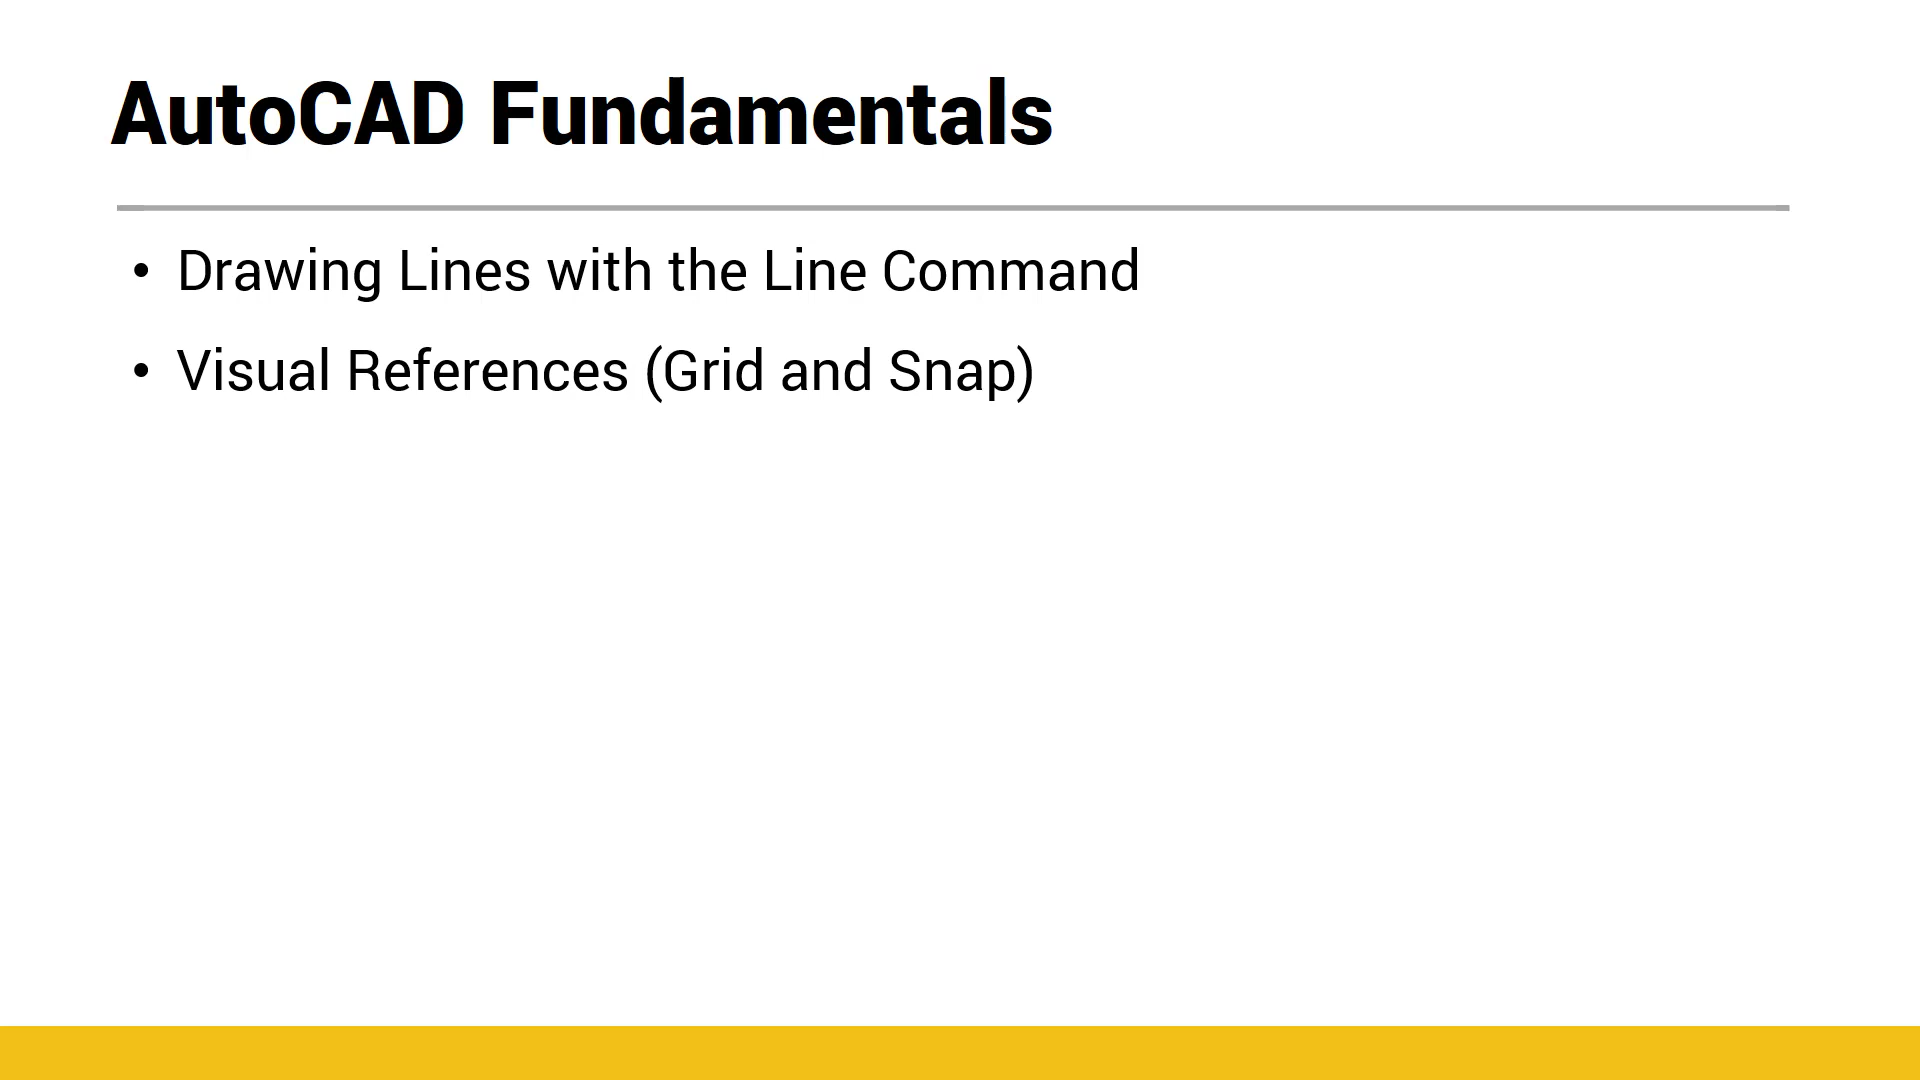 AutoCAD Fundamentals
• Drawing Lines with the Line Command
• Visual References (Grid and Snap)